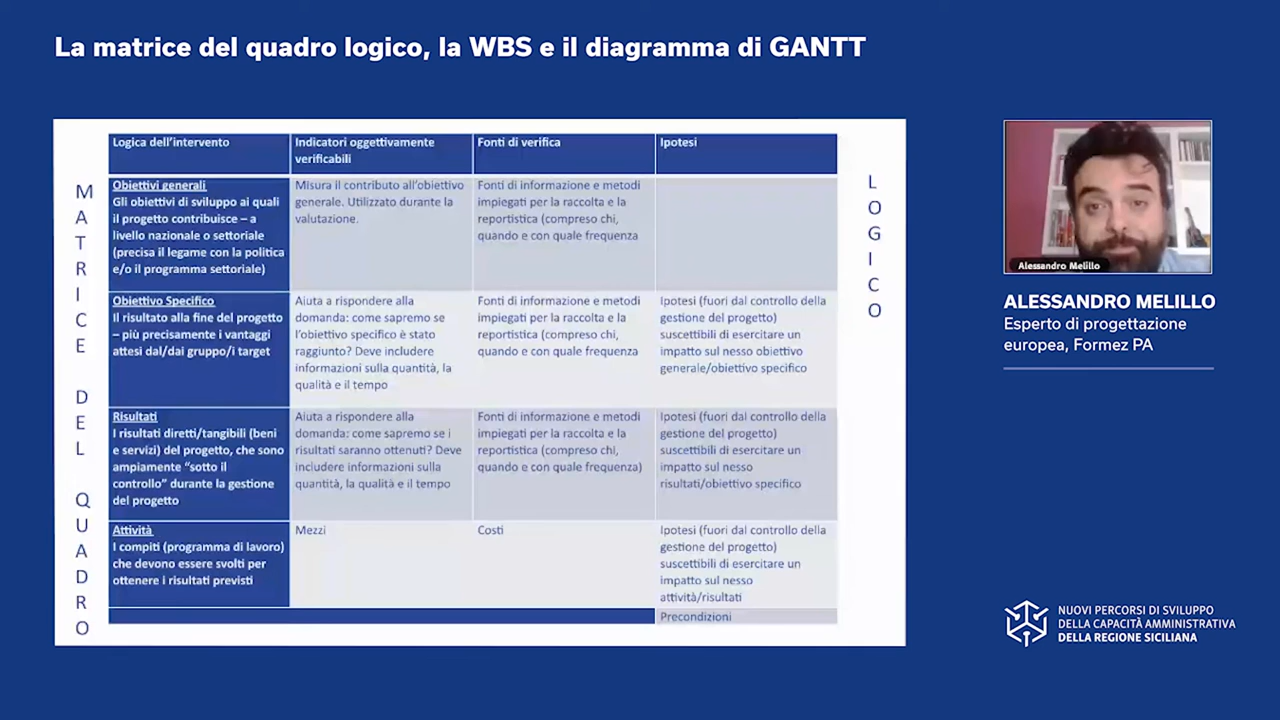 La matrice del quadro logico, la WBS e il diagramma di GANTT
MATRICE DEL QUADRO
LOGICO
Logica dell'intervento
Indicatori oggettivamente
verificabili
Fonti di verifica
Ipotesi
Obiettivi generali
Gli obiettivi di sviluppo ai quali
il progetto contribuisce – a
livello nazionale o settoriale
(precisa il legame con la politica
e/o il programma settoriale)
Misura il contributo all'obiettivo
generale. Utilizzato durante la
valutazione.
Fonti di informazione e metodi
impiegati per la raccolta e la
reportistica (compreso chi,
quando e con quale frequenza
Obiettivo Specifico
Il risultato alla fine del progetto
– più precisamente i vantaggi
attesi dal/dai gruppo/i target
Aiuta a rispondere alla
domanda: come sapremo se
l'obiettivo specifico è stato
raggiunto? Deve includere
informazioni sulla quantità, la
qualità e il tempo
Fonti di informazione e metodi
impiegati per la raccolta e la
reportistica (compreso chi,
quando e con quale frequenza
Ipotesi (fuori dal controllo della
gestione del progetto)
suscettibili di esercitare un
impatto sul nesso obiettivo
generale/obiettivo specifico
Risultati
I risultati diretti/tangibili (beni
e servizi) del progetto, che sono
ampiamente "sotto il
controllo" durante la gestione
del progetto
Aiuta a rispondere alla
domanda: come sapremo se i
risultati saranno ottenuti? Deve
includere informazioni sulla
quantità, la qualità e il tempo
Fonti di informazione e metodi
impiegati per la raccolta e la
reportistica (compreso chi,
quando e con quale frequenza)
Ipotesi (fuori dal controllo della
gestione del progetto)
suscettibili di esercitare un
impatto sul nesso
risultati/obiettivo specifico
Attività
I compiti (programma di lavoro)
che devono essere svolti per
ottenere i risultati previsti
Mezzi
Costi
Ipotesi (fuori dal controllo della
gestione del progetto)
suscettibili di esercitare un
impatto sul nesso
attività/risultati
Precondizioni
Alessandro Melillo
ALESSANDRO MELILLO
Esperto di progettazione
europea, Formez PA
NUOVI PERCORSI DI SVILUPPO
DELLA CAPACITÀ AMMINISTRATIVA
DELLA REGIONE SICILIANA